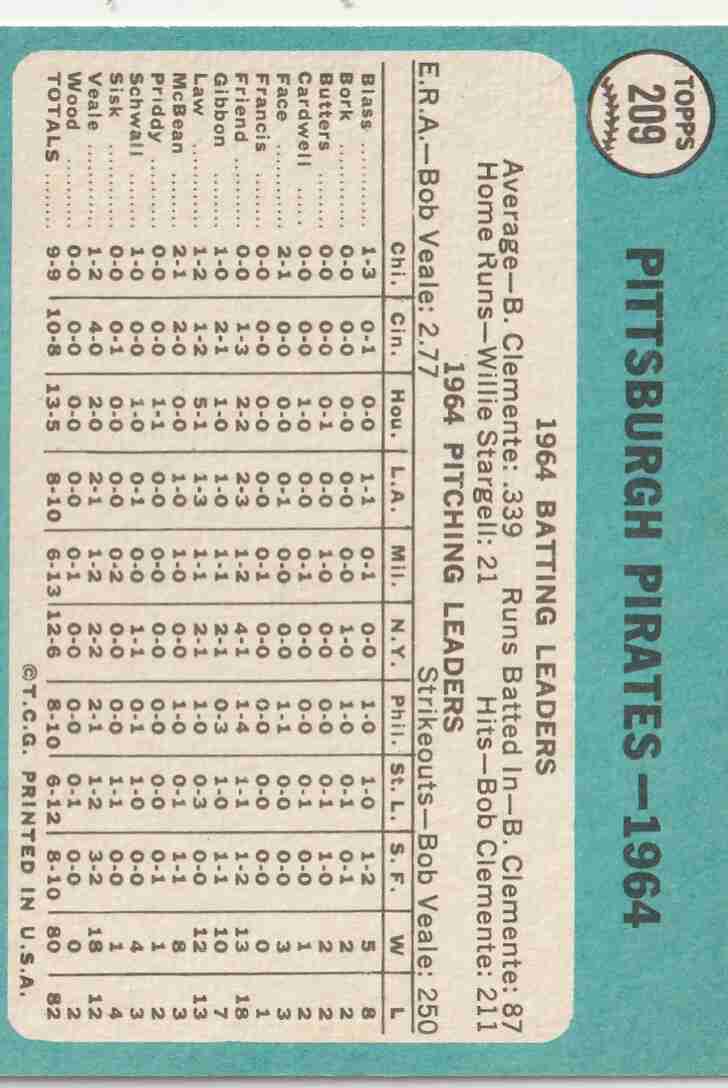 TOPPS
209
PITTSBURGH PIRATES—1964
1964 BATTING LEADERS
Average—B. Clemente: .339 Runs Batted In—B. Clemente: 87
Home Runs—Willie Stargell: 21 Hits—Bob Clemente: 211
1964 PITCHING LEADERS
E.R.A.—Bob Veale: 2.77 Strikeouts—Bob Veale: 250
Chi. Cin. Hou. L.A. Mil. N.Y. Phil. St.L. S.F. W L
Blass ........... 1-3 0-1 0-0 1-1 0-1 0-0 1-0 1-0 1-2 5 8
Bork ........... 0-0 0-0 0-0 0-0 0-0 1-0 1-0 0-1 0-1 2 2
Butters ........ 0-0 0-0 0-1 0-0 1-0 0-0 0-0 0-1 1-0 2 2
Cardwell ..... 0-0 0-0 1-0 0-0 0-1 0-0 0-0 0-1 0-0 1 2
Face ............ 2-1 0-0 0-0 0-1 0-0 0-0 1-1 0-0 0-0 3 3
Francis ........ 0-0 0-0 0-0 0-0 0-1 0-0 0-0 0-0 0-0 0 1
Friend ......... 0-0 1-3 2-2 2-3 1-2 4-1 1-4 1-1 1-2 13 18
Gibbon ........ 1-0 2-1 1-0 1-0 1-1 2-1 0-3 1-0 1-1 10 7
Law ............. 1-2 1-2 5-1 1-3 1-1 2-1 1-0 0-3 0-0 12 13
McBean ....... 2-1 2-0 0-0 1-0 1-0 0-0 1-0 0-1 1-1 8 3
Priddy ......... 0-0 0-0 1-1 0-0 0-0 0-0 0-0 0-0 0-1 1 2
Schwall ....... 1-0 0-0 1-0 0-1 0-0 1-1 0-1 1-0 0-0 4 3
Sisk ............ 0-0 0-1 0-0 0-0 0-2 0-0 0-0 1-1 0-0 1 4
Veale ........... 1-2 4-0 2-0 2-1 1-2 2-2 2-1 1-2 3-2 18 12
Wood ........... 0-0 0-0 0-0 0-0 0-1 0-0 0-0 0-1 0-0 0 2
TOTALS ........ 9-9 10-8 13-5 8-10 6-13 12-6 8-10 6-12 8-10 80 82
©T.C.G. PRINTED IN U.S.A.